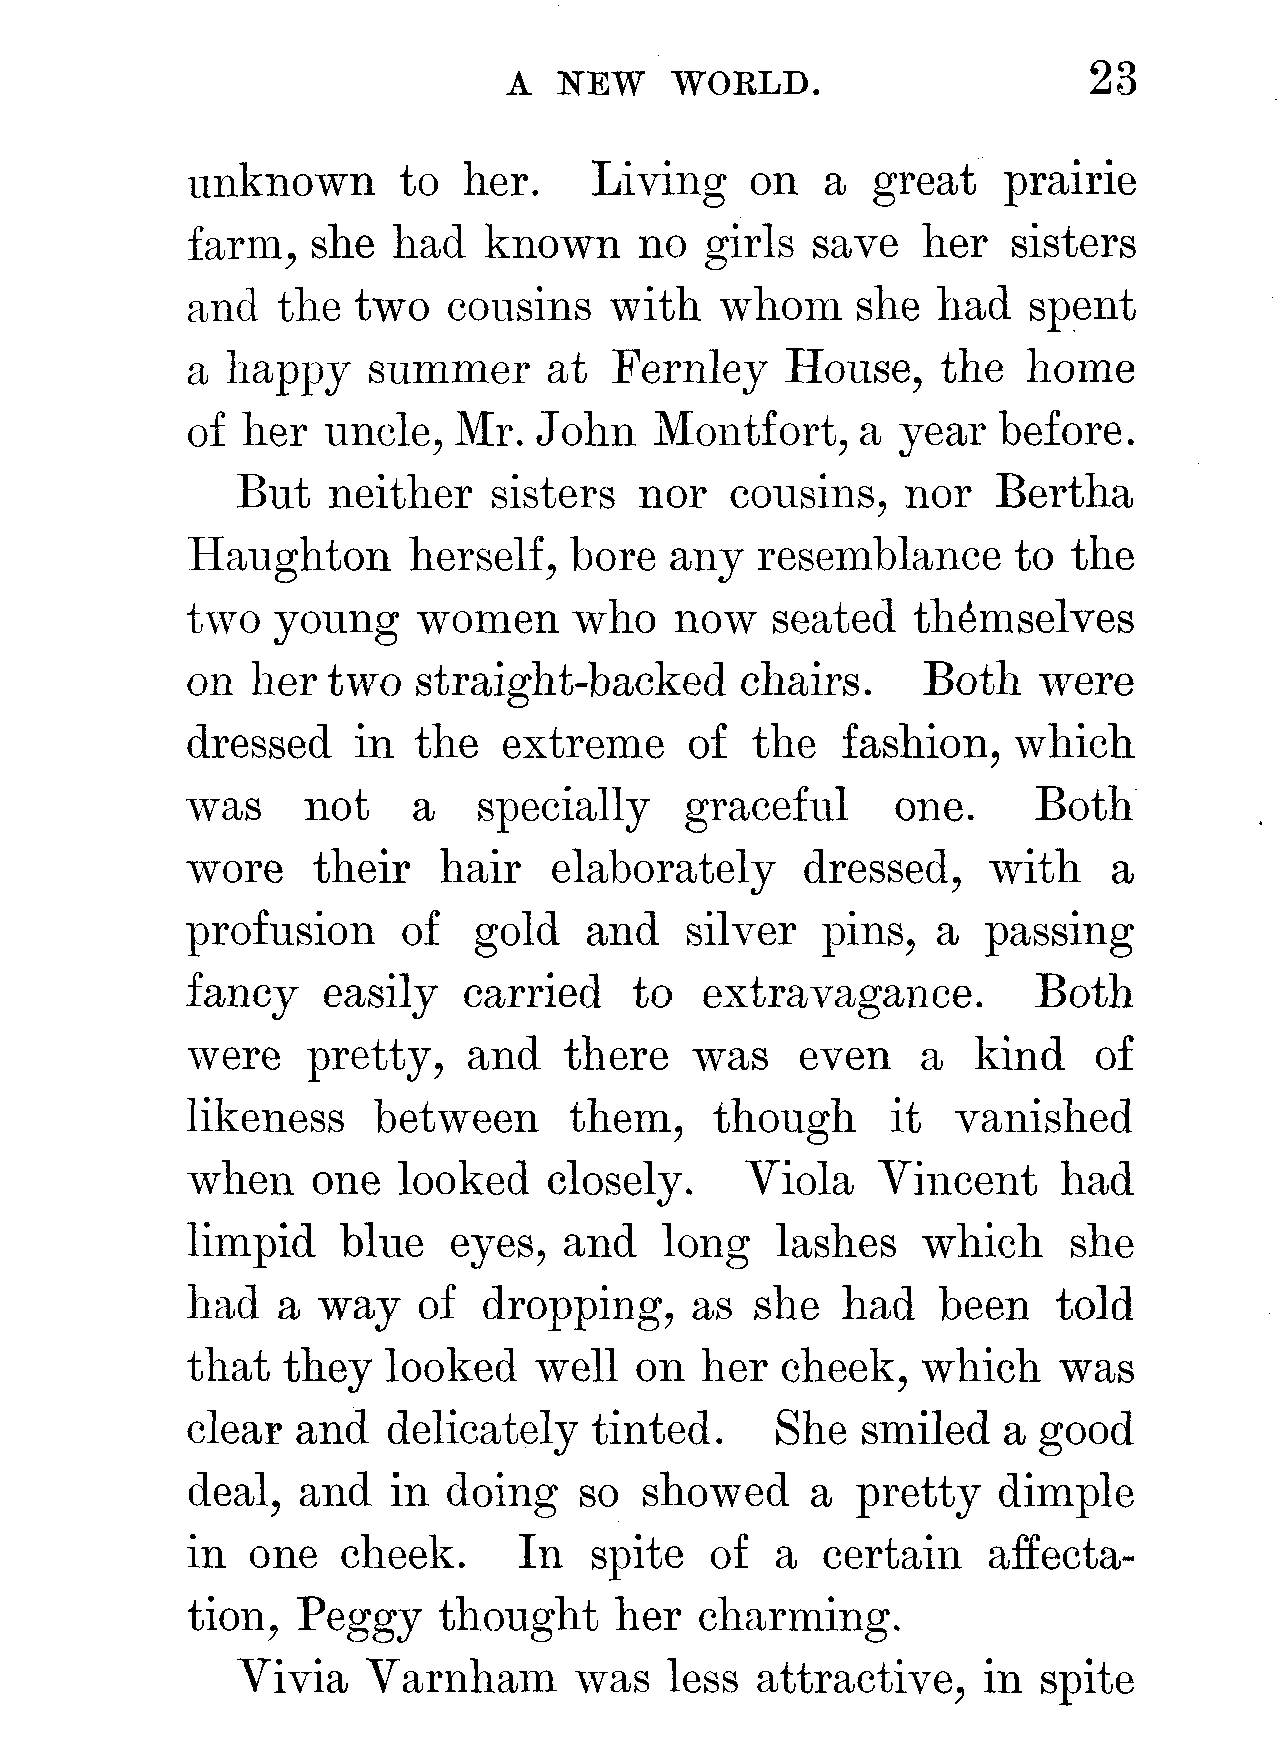 A NEW WORLD. 23
unknown to her. Living on a great prairie
farm, she had known no girls save her sisters
and the two cousins with whom she had spent
a happy summer at Fernley House, the home
of her uncle, Mr. John Montfort, a year before.
But neither sisters nor cousins, nor Bertha
Haughton herself, bore any resemblance to the
two young women who now seated thémselves
on her two straight-backed chairs. Both were
dressed in the extreme of the fashion, which
was not a specially graceful one. Both
wore their hair elaborately dressed, with a
profusion of gold and silver pins, a passing
fancy easily carried to extravagance. Both
were pretty, and there was even a kind of
likeness between them, though it vanished
when one looked closely. Viola Vincent had
limpid blue eyes, and long lashes which she
had a way of dropping, as she had been told
that they looked well on her cheek, which was
clear and delicately tinted. She smiled a good
deal, and in doing so showed a pretty dimple
in one cheek. In spite of a certain affecta-
tion, Peggy thought her charming.
Vivia Varnham was less attractive, in spite